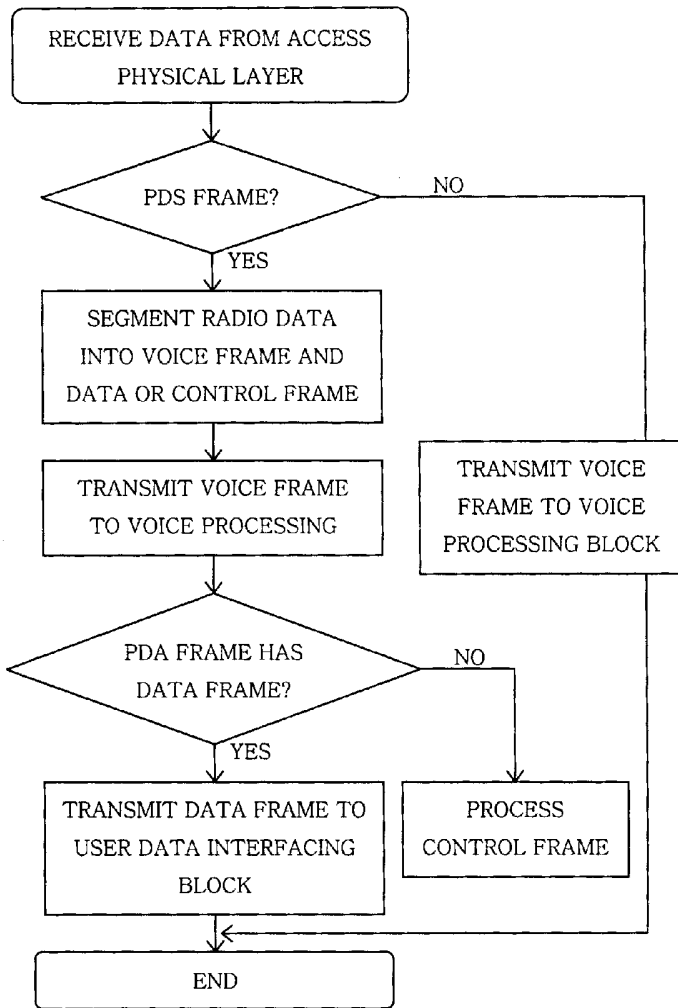 RECEIVE DATA FROM ACCESS
PHYSICAL LAYER
PDS FRAME?
NO
YES
SEGMENT RADIO DATA
INTO VOICE FRAME AND
DATA OR CONTROL FRAME
TRANSMIT VOICE FRAME
TO VOICE PROCESSING
TRANSMIT VOICE
FRAME TO VOICE
PROCESSING BLOCK
PDA FRAME HAS
DATA FRAME?
NO
YES
TRANSMIT DATA FRAME TO
USER DATA INTERFACING
BLOCK
PROCESS
CONTROL FRAME
END